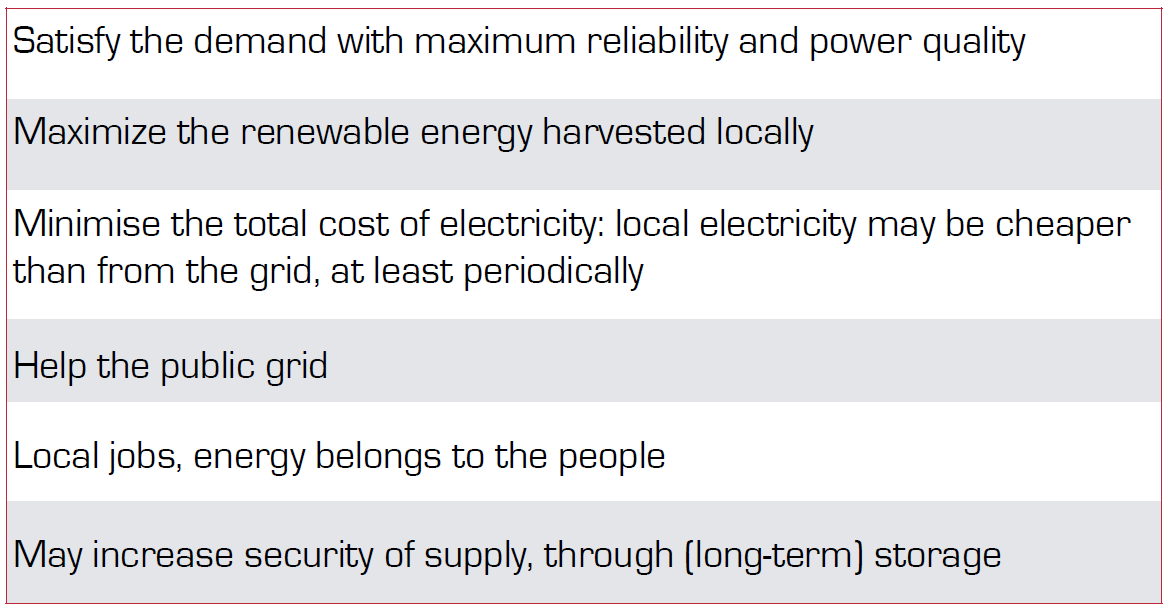 Satisfy the demand with maximum reliability and power quality
Maximize the renewable energy harvested locally
Minimise the total cost of electricity: local electricity may be cheaper
than from the grid, at least periodically
Help the public grid
Local jobs, energy belongs to the people
May increase security of supply, through (long-term) storage